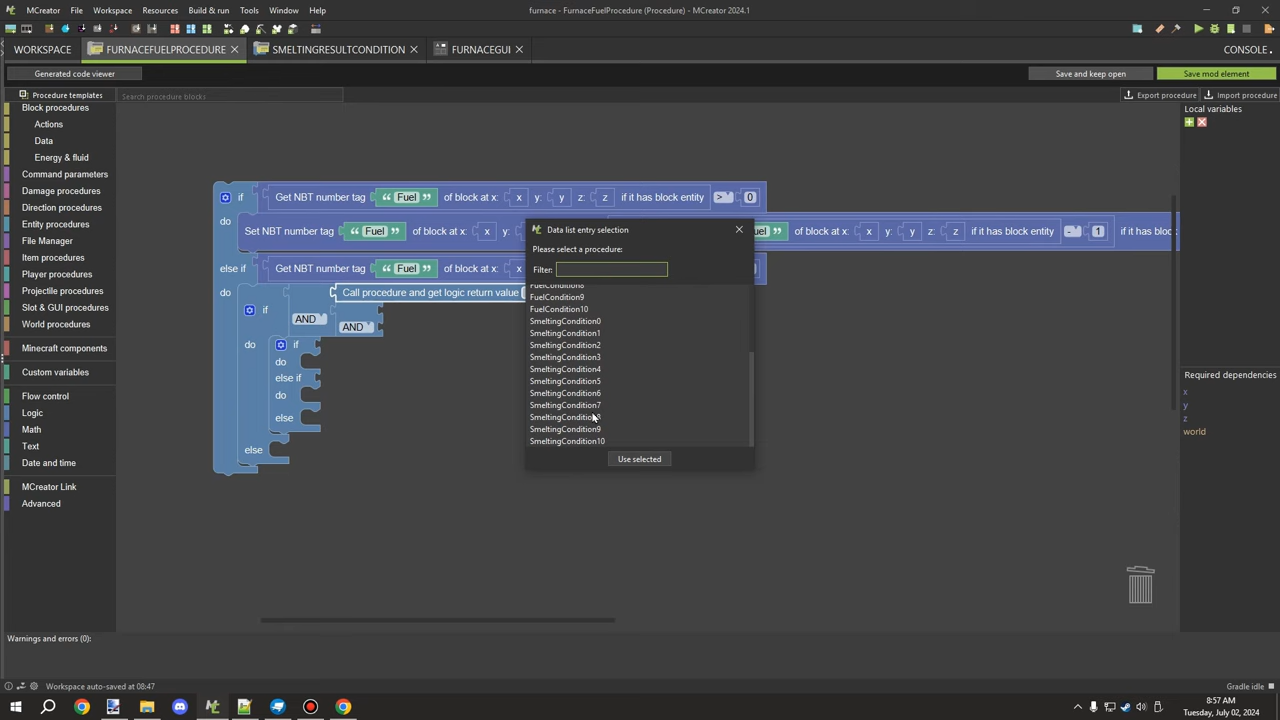 MCreator File Workspace Resources Build & run Tools Window Help
furnace - FurnaceFuelProcedure (Procedure) - MCreator 2024.1
WORKSPACE FURNACEFUELPROCEDURE SMELTINGRESULTCONDITION FURNACEGUI CONSOLE
Generated code viewer
Save and keep open Save mod element
Procedure templates
Search procedure blocks
Export procedure Import procedure
Block procedures
Actions
Data
Energy & fluid
Command parameters
Damage procedures
Direction procedures
Entity procedures
File Manager
Item procedures
Player procedures
Projectile procedures
Slot & GUI procedures
World procedures
Minecraft components
Custom variables
Flow control
Logic
Math
Text
Date and time
MCreator Link
Advanced
if Get NBT number tag “ Fuel ” of block at x: x y: y z: z if it has block entity > 0
do Set NBT number tag “ Fuel ” of block at x: x y:
of block at x: x y: y z: z if it has block entity - 1 if it has block
else if Get NBT number tag “ Fuel ” of block at x: x
do if AND Call procedure and get logic return value
AND
do if
do
else if
do
else
else
Data list entry selection
Please select a procedure:
Filter:
FuelCondition8
FuelCondition9
FuelCondition10
SmeltingCondition0
SmeltingCondition1
SmeltingCondition2
SmeltingCondition3
SmeltingCondition4
SmeltingCondition5
SmeltingCondition6
SmeltingCondition7
SmeltingCondition8
SmeltingCondition9
SmeltingCondition10
Use selected
Local variables
Required dependencies
x
y
z
world
Warnings and errors (0):
Workspace auto-saved at 08:47
Gradle idle
8:57 AM
Tuesday, July 02, 2024